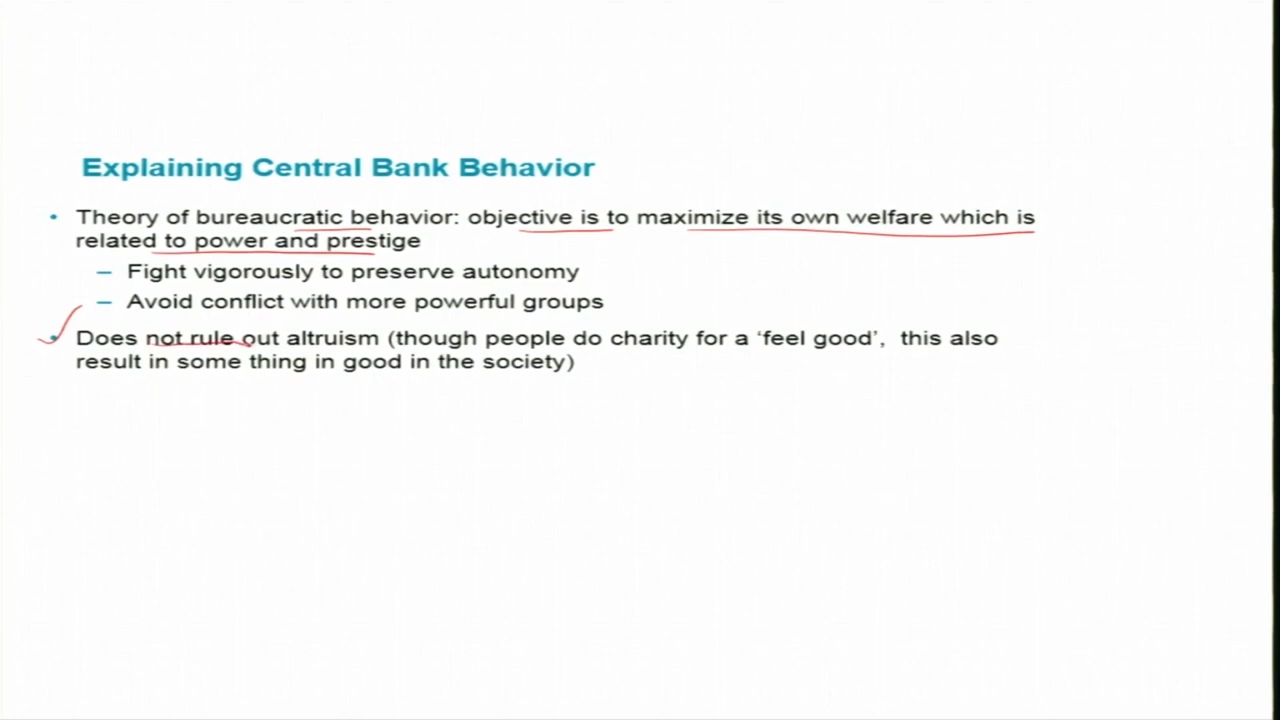 Explaining Central Bank Behavior
• Theory of bureaucratic behavior: objective is to maximize its own welfare which is
related to power and prestige
– Fight vigorously to preserve autonomy
– Avoid conflict with more powerful groups
• Does not rule out altruism (though people do charity for a ‘feel good’, this also
result in some thing in good in the society)